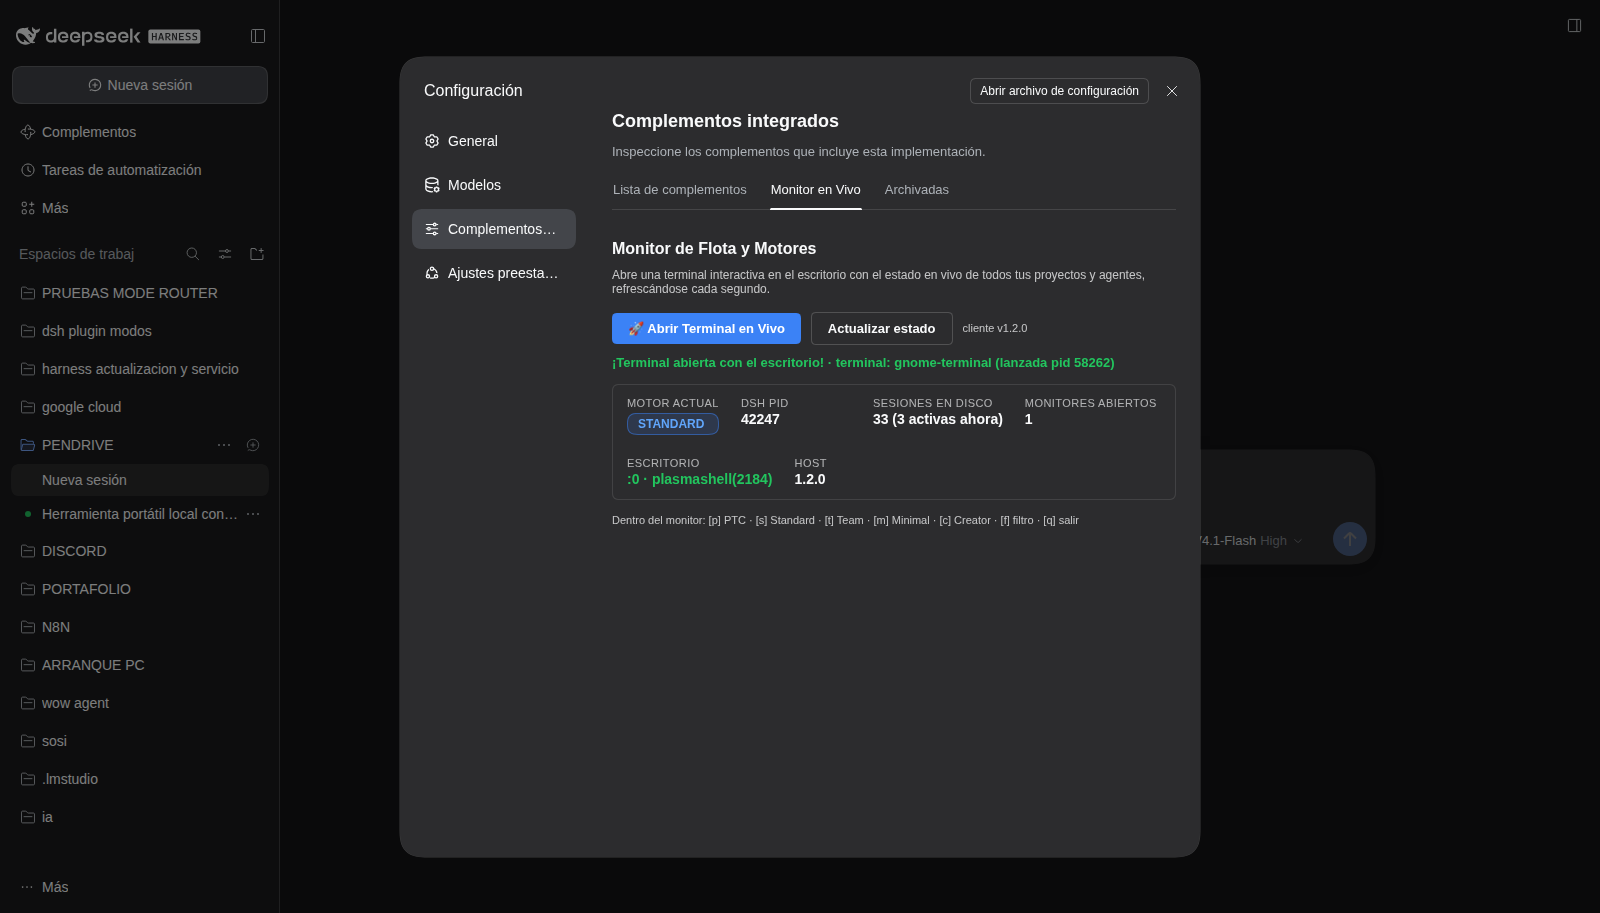 deepseek HARNESS
Nueva sesión
Complementos
Tareas de automatización
Más
Espacios de trabaj
PRUEBAS MODE ROUTER
dsh plugin modos
harness actualizacion y servicio
google cloud
PENDRIVE
Nueva sesión
Herramienta portátil local con…
DISCORD
PORTAFOLIO
N8N
ARRANQUE PC
wow agent
sosi
.lmstudio
ia
Más
Configuración
Abrir archivo de configuración
General
Modelos
Complementos…
Ajustes preesta…
Complementos integrados
Inspeccione los complementos que incluye esta implementación.
Lista de complementos Monitor en Vivo Archivadas
Monitor de Flota y Motores
Abre una terminal interactiva en el escritorio con el estado en vivo de todos tus proyectos y agentes,
refrescándose cada segundo.
🚀 Abrir Terminal en Vivo Actualizar estado cliente v1.2.0
¡Terminal abierta con el escritorio! · terminal: gnome-terminal (lanzada pid 58262)
MOTOR ACTUAL DSH PID SESIONES EN DISCO MONITORES ABIERTOS
STANDARD 42247 33 (3 activas ahora) 1
ESCRITORIO HOST
:0 · plasmashell(2184) 1.2.0
Dentro del monitor: [p] PTC · [s] Standard · [t] Team · [m] Minimal · [c] Creator · [f] filtro · [q] salir
4.1-Flash High